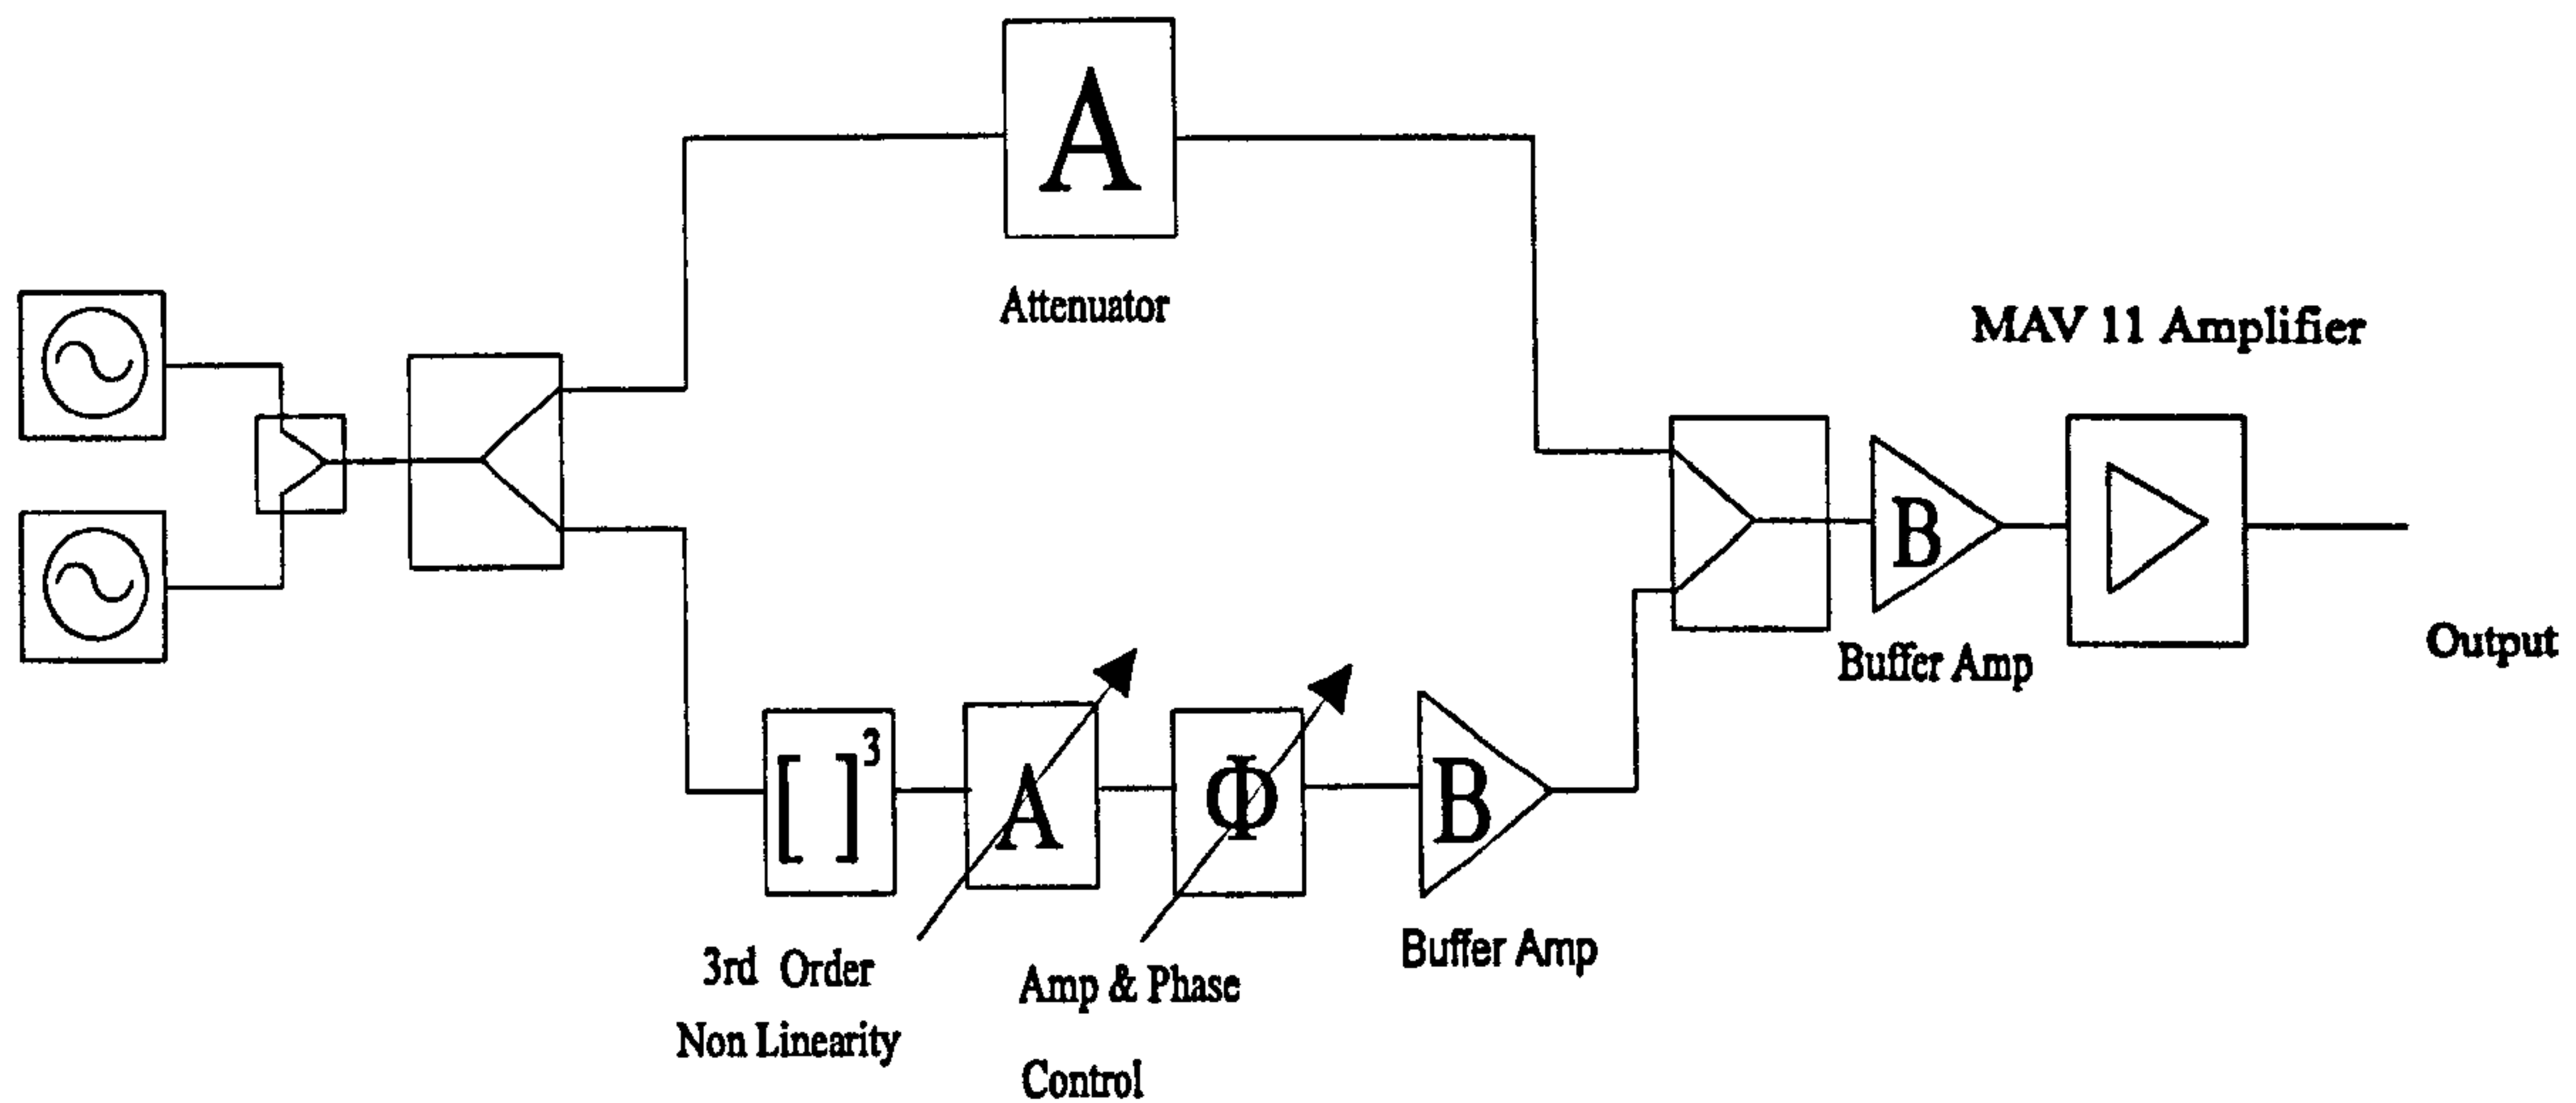 A
Attenuator
MAV 11 Amplifier
B
Buffer Amp
Output
[ ]³
A
Φ
B
3rd Order
Non Linearity
Amp & Phase
Control
Buffer Amp